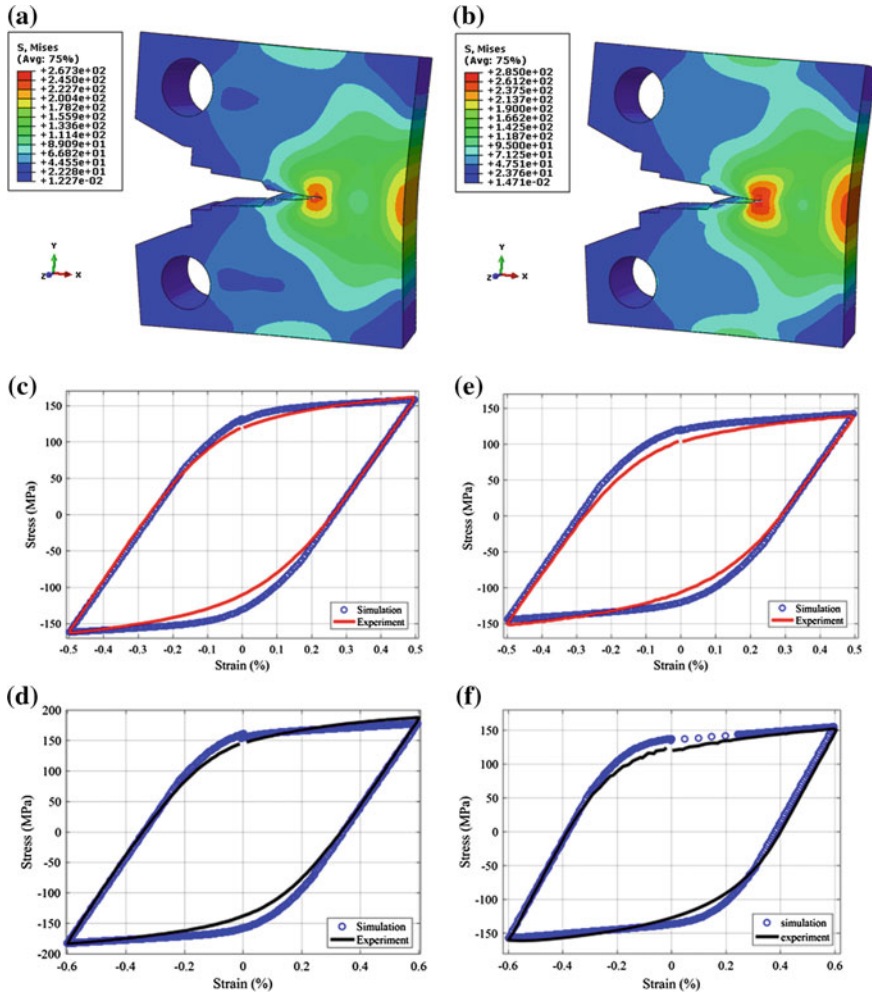 (a)
S, Mises
(Avg: 75%)
+2.673e+02
+2.450e+02
+2.227e+02
+2.004e+02
+1.782e+02
+1.559e+02
+1.336e+02
+1.114e+02
+8.909e+01
+6.682e+01
+4.455e+01
+2.228e+01
+1.227e-02
Y
Z X
(b)
S, Mises
(Avg: 75%)
+2.850e+02
+2.612e+02
+2.375e+02
+2.137e+02
+1.900e+02
+1.662e+02
+1.425e+02
+1.187e+02
+9.500e+01
+7.125e+01
+4.751e+01
+2.376e+01
+1.471e-02
Y
Z X
(c)
150
100
50
0
-50
-100
-150
Stress (MPa)
Simulation
Experiment
-0.5 -0.4 -0.3 -0.2 -0.1 0 0.1 0.2 0.3 0.4 0.5
Strain (%)
(e)
150
100
50
0
-50
-100
-150
Stress (MPa)
Simulation
Experiment
-0.5 -0.4 -0.3 -0.2 -0.1 0 0.1 0.2 0.3 0.4 0.5
Strain (%)
(d)
200
150
100
50
0
-50
-100
-150
-200
Stress (MPa)
Simulation
Experiment
-0.6 -0.4 -0.2 0 0.2 0.4 0.6
Strain (%)
(f)
150
100
50
0
-50
-100
-150
Stress (MPa)
simulation
experiment
-0.6 -0.4 -0.2 0 0.2 0.4 0.6
Strain (%)